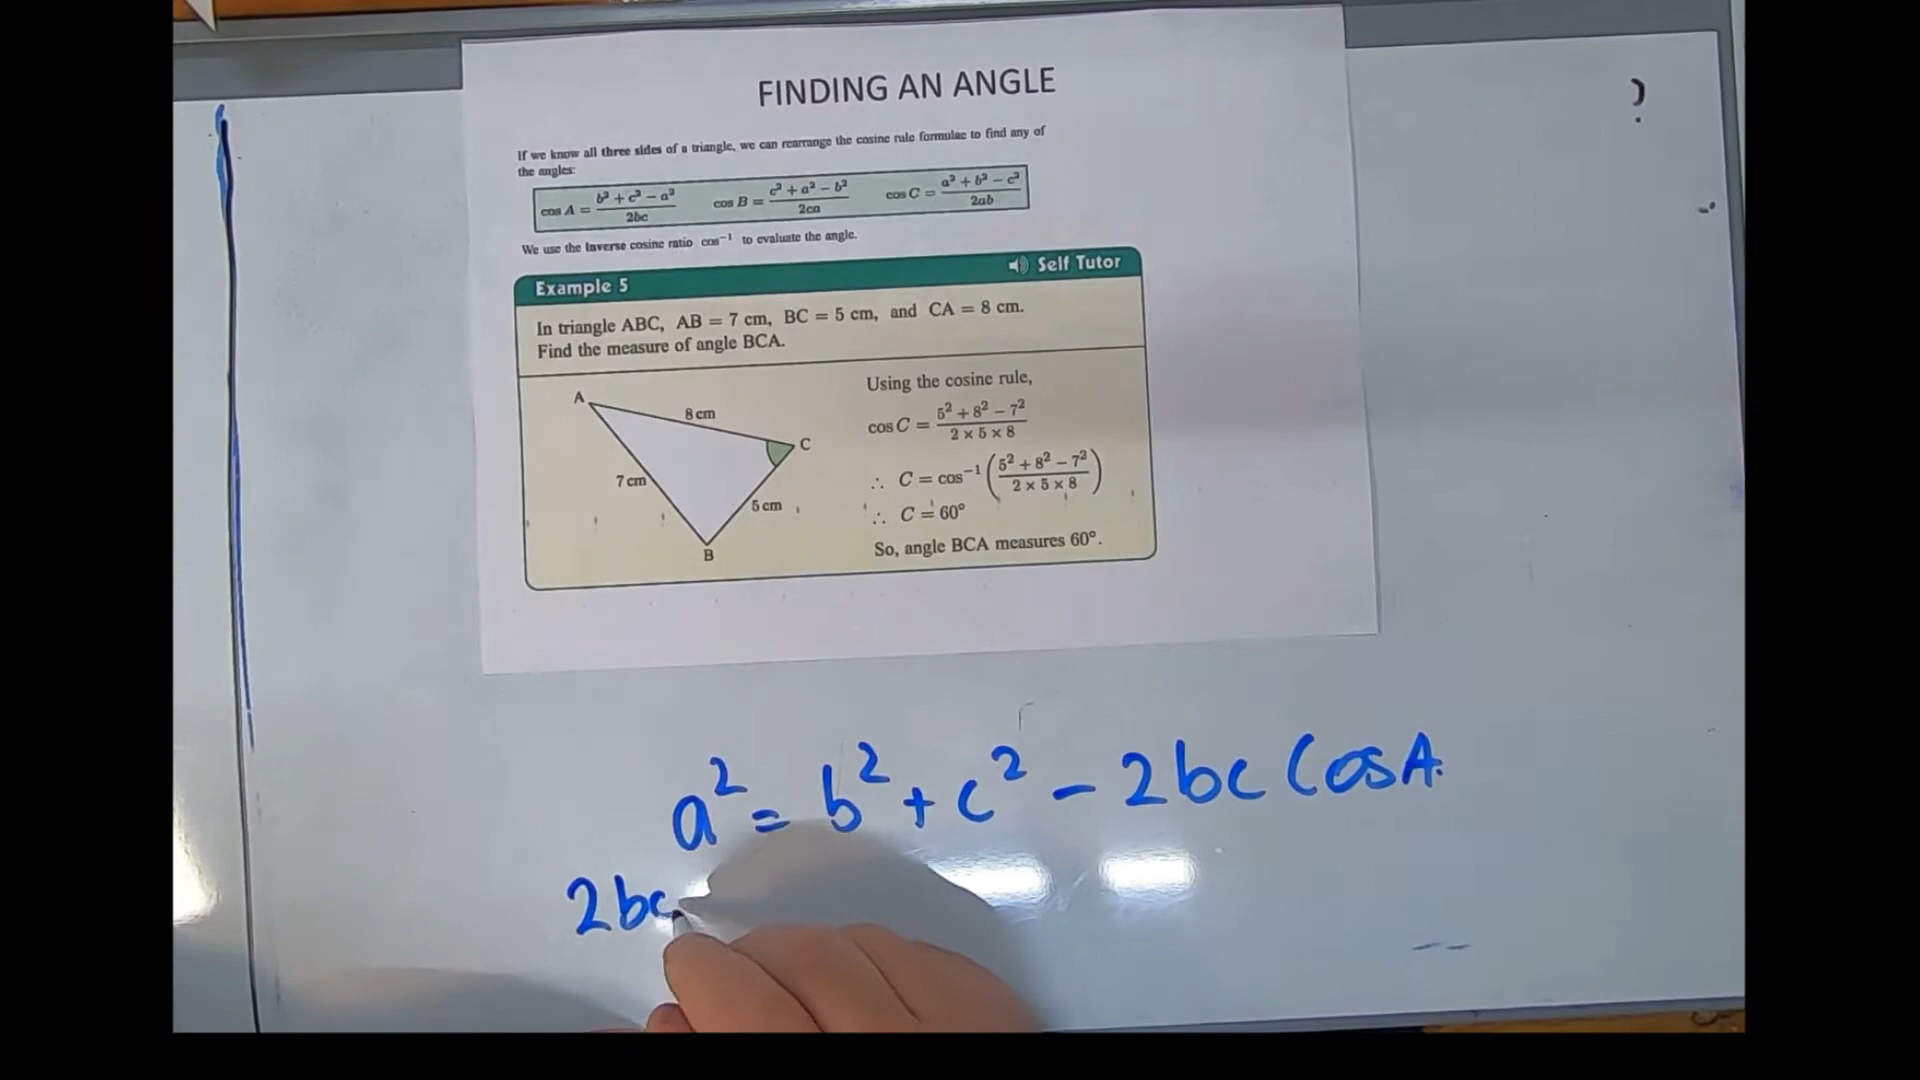 FINDING AN ANGLE
If we know all three sides of a triangle, we can rearrange the cosine rule formulae to find any of
the angles:
cos A = (b² + c² − a²) / 2bc   cos B = (c² + a² − b²) / 2ca   cos C = (a² + b² − c²) / 2ab
We use the inverse cosine ratio cos⁻¹ to evaluate the angle.
Example 5
Self Tutor
In triangle ABC, AB = 7 cm, BC = 5 cm, and CA = 8 cm.
Find the measure of angle BCA.
A
8 cm
C
7 cm
5 cm
B
Using the cosine rule,
cos C = (5² + 8² − 7²) / (2 × 5 × 8)
∴ C = cos⁻¹ ((5² + 8² − 7²) / (2 × 5 × 8))
∴ C = 60°
So, angle BCA measures 60°.
a² = b² + c² − 2bc CosA.
2bc